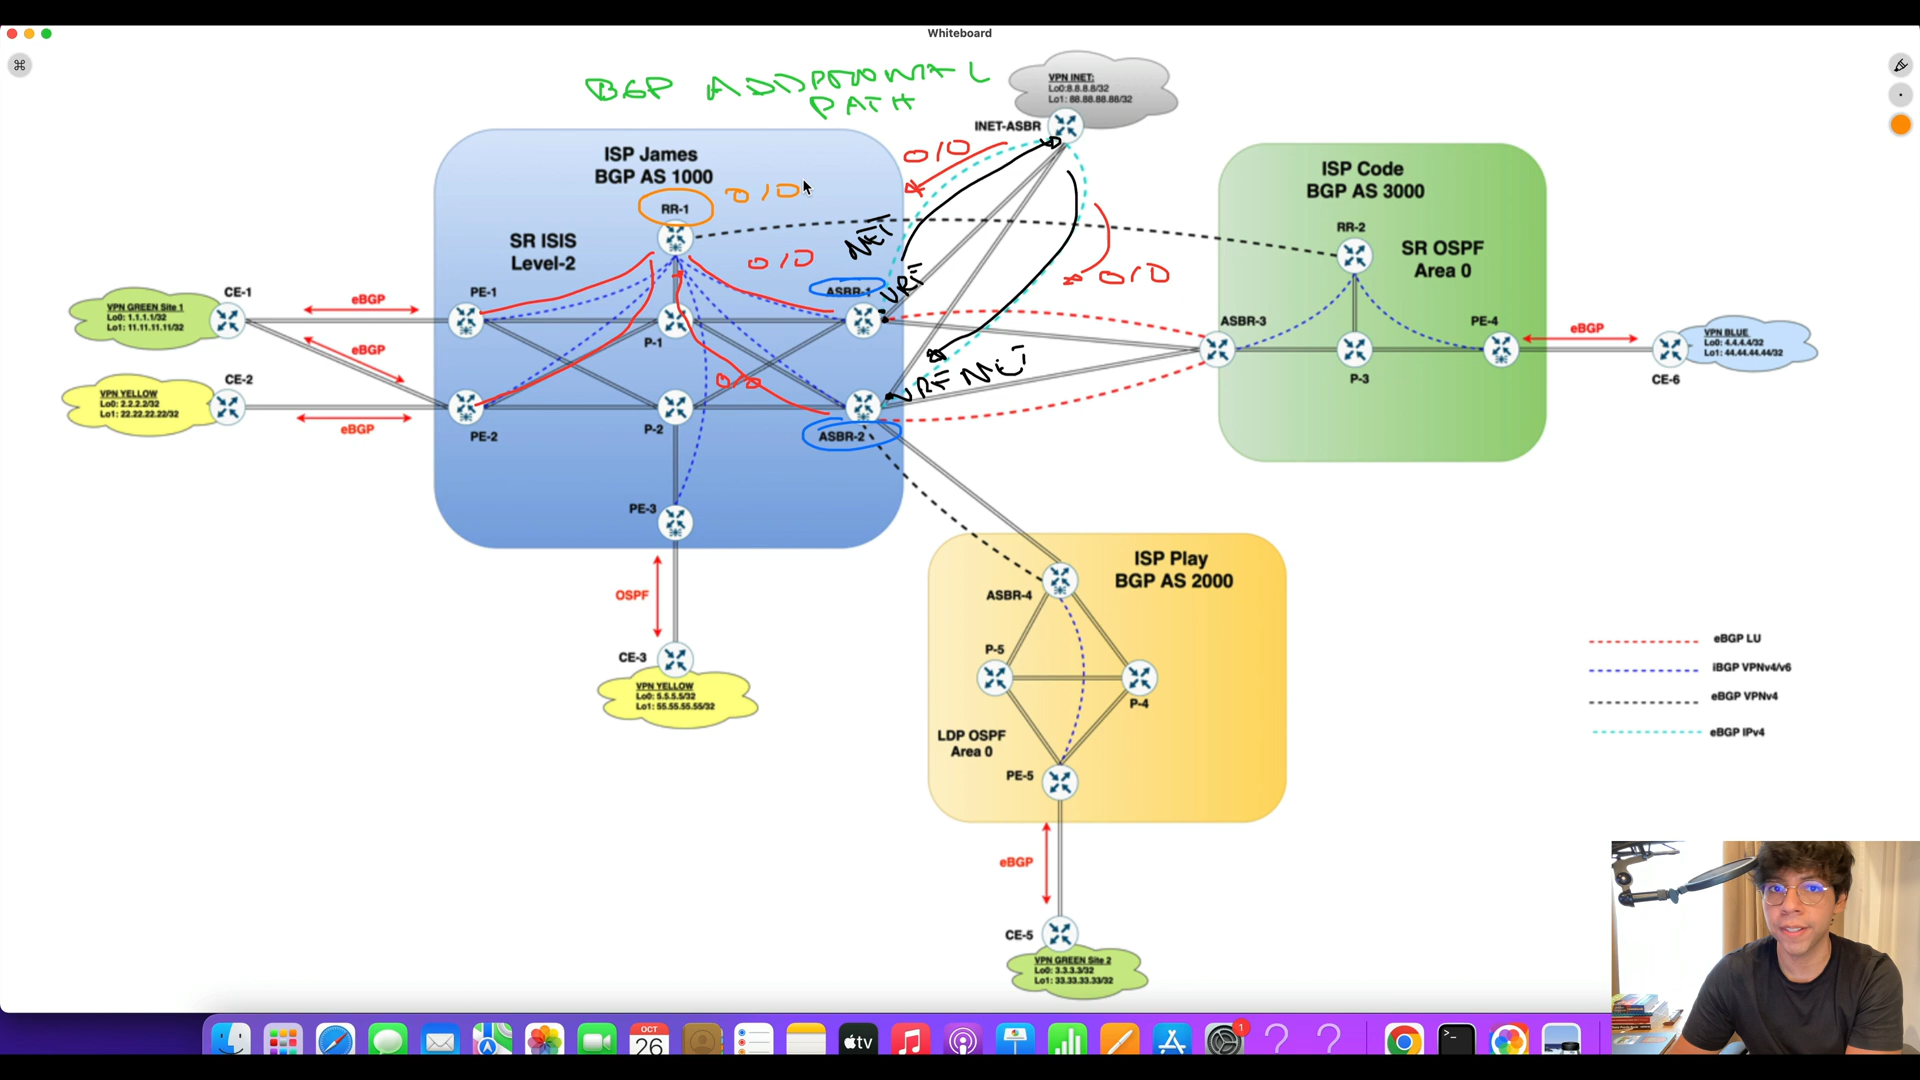 Whiteboard
⌘
BGP ADDITIONAL
PATH
VPN INET:
Lo0:8.8.8.8/32
Lo1: 88.88.88.88/32
INET-ASBR
ISP James
BGP AS 1000
RR-1
0/0
0/0
0/0
0/0
0/0
SR ISIS
Level-2
NET
VRF
VRF NET
ASBR-1
ASBR-2
PE-1
PE-2
P-1
P-2
PE-3
VPN GREEN Site 1
Lo0: 1.1.1.1/32
Lo1: 11.11.11.11/32
CE-1
eBGP
eBGP
VPN YELLOW
Lo0: 2.2.2.2/32
Lo1: 22.22.22.22/32
CE-2
eBGP
OSPF
CE-3
VPN YELLOW
Lo0: 5.5.5.5/32
Lo1: 55.55.55.55/32
ISP Code
BGP AS 3000
RR-2
SR OSPF
Area 0
ASBR-3
P-3
PE-4
eBGP
CE-6
VPN BLUE
Lo0: 4.4.4.4/32
Lo1: 44.44.44.44/32
ISP Play
BGP AS 2000
ASBR-4
P-5
P-4
LDP OSPF
Area 0
PE-5
eBGP
CE-5
VPN GREEN Site 2
Lo0: 3.3.3.3/32
Lo1: 33.33.33.33/32
eBGP LU
iBGP VPNv4/v6
eBGP VPNv4
eBGP IPv4
OCT
26
tv
1
>_